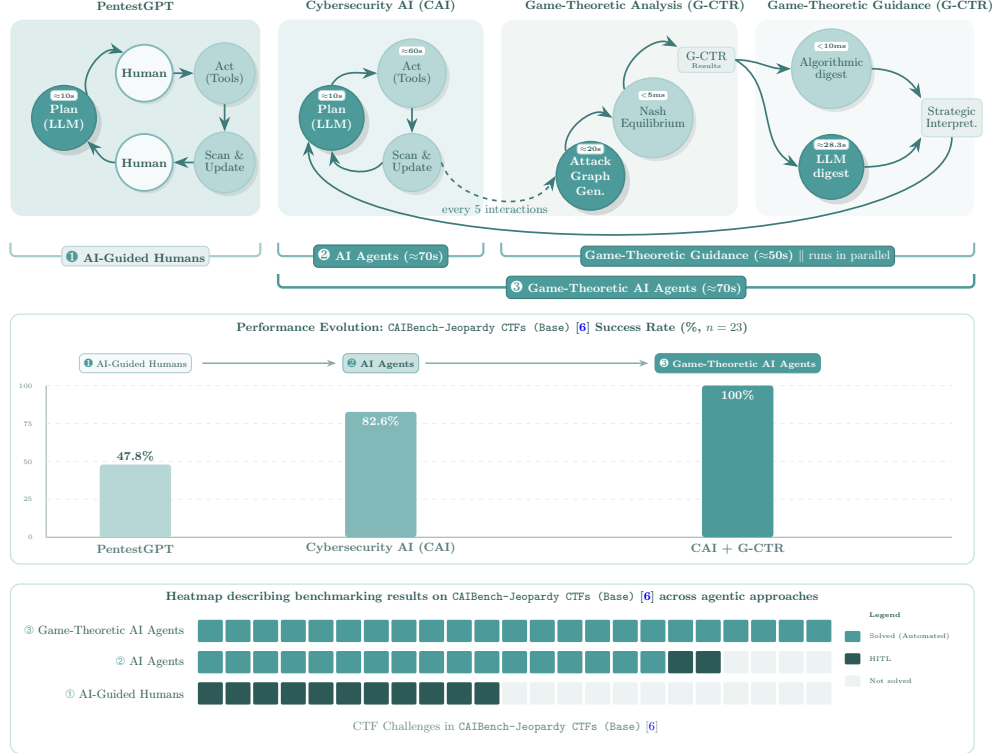 PentestGPT
Cybersecurity AI (CAI)
Game-Theoretic Analysis (G-CTR)
Game-Theoretic Guidance (G-CTR)
≈10s
Plan
(LLM)
Human
Act
(Tools)
Human
Scan &
Update
≈10s
Plan
(LLM)
≈60s
Act
(Tools)
Scan &
Update
every 5 interactions
≈20s
Attack
Graph
Gen.
<5ms
Nash
Equilibrium
G-CTR
Results
<10ms
Algorithmic
digest
≈28.3s
LLM
digest
Strategic
Interpret.
❶ AI-Guided Humans
❷ AI Agents (≈70s)
Game-Theoretic Guidance (≈50s) ∥ runs in parallel
❸ Game-Theoretic AI Agents (≈70s)
Performance Evolution: CAIBench-Jeopardy CTFs (Base) [6] Success Rate (%, n = 23)
❶ AI-Guided Humans
❷ AI Agents
❸ Game-Theoretic AI Agents
100
75
50
25
0
47.8%
82.6%
100%
PentestGPT
Cybersecurity AI (CAI)
CAI + G-CTR
Heatmap describing benchmarking results on CAIBench-Jeopardy CTFs (Base) [6] across agentic approaches
③ Game-Theoretic AI Agents
② AI Agents
① AI-Guided Humans
Legend
Solved (Automated)
HITL
Not solved
CTF Challenges in CAIBench-Jeopardy CTFs (Base) [6]